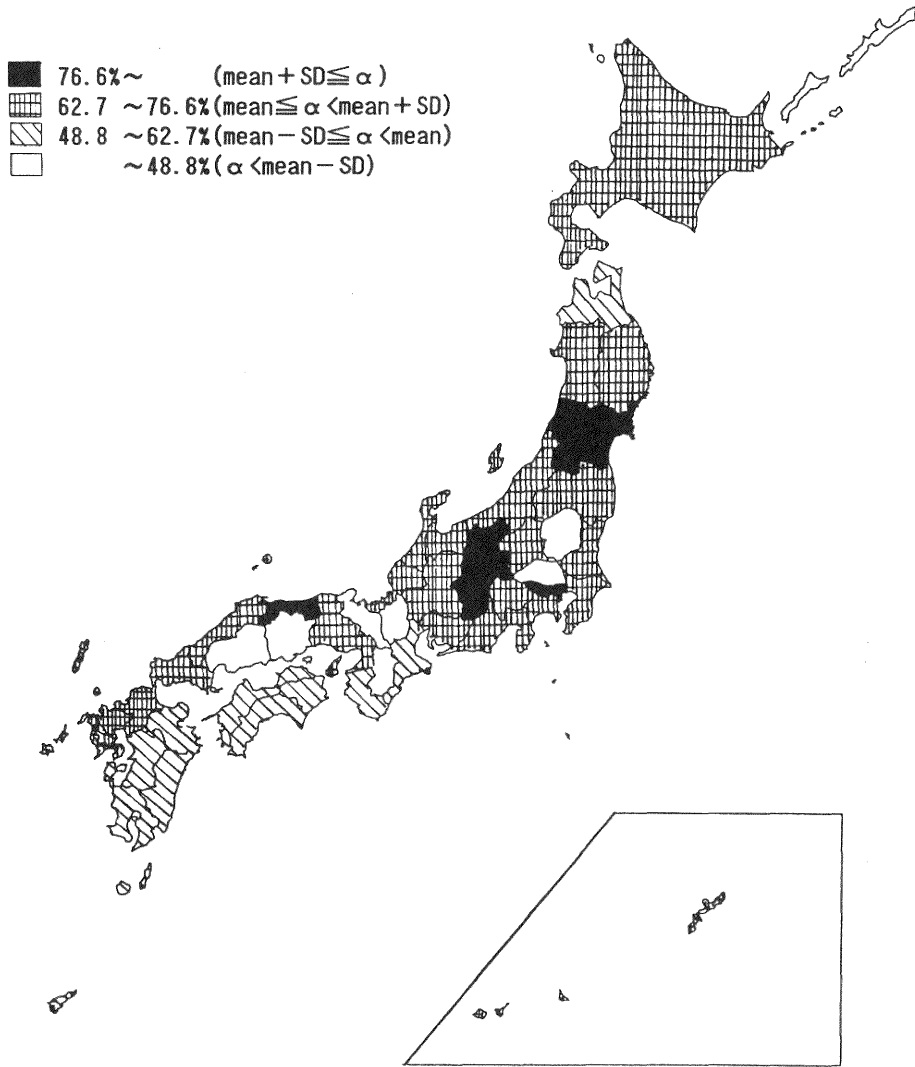 76.6%~ (mean+SD≦α)
62.7 ~76.6%(mean≦α<mean+SD)
48.8 ~62.7%(mean-SD≦α<mean)
~48.8%(α<mean-SD)